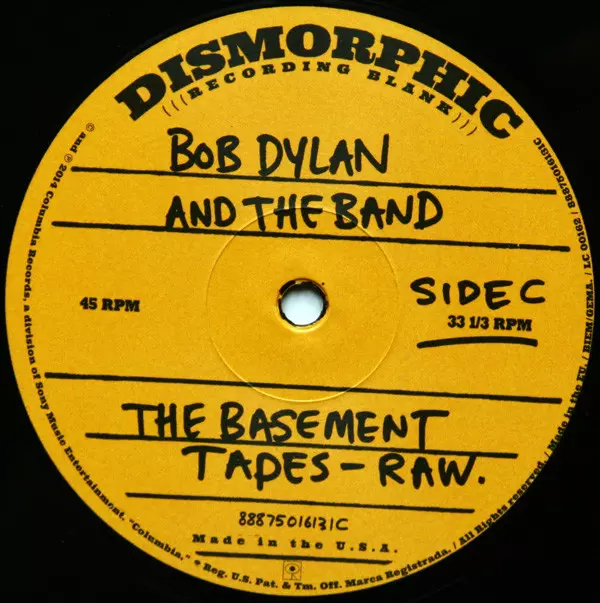 DISMORPHIC
(((RECORDING BLANK)))
BOB DYLAN
AND THE BAND
45 RPM
SIDE C
33 1/3 RPM
THE BASEMENT
TAPES – RAW.
88875016131C
Made in the U.S.A.
© and ℗ 2014 Columbia Records, a division of Sony Music Entertainment. "Columbia," ® Reg. U.S. Pat. & Tm. Off. Marca Registrada. / All Rights reserved. / Made in the EU. / BIEM/GEMA. / LC 00162 / 88875016131C